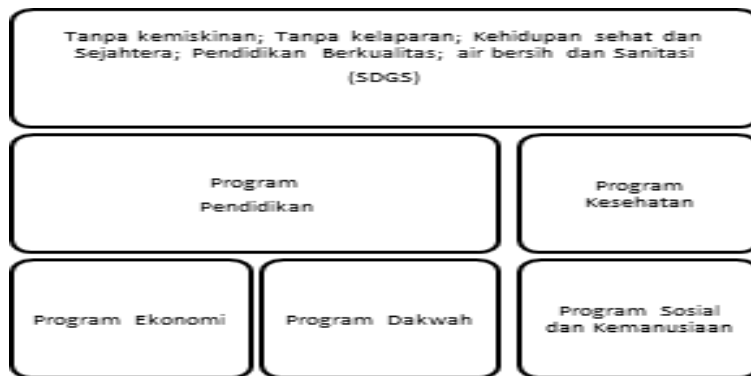 Tanpa kemiskinan; Tanpa kelaparan; Kehidupan sehat dan
Sejahtera; Pendidikan Berkualitas; air bersih dan Sanitasi
(SDGS)
Program
Pendidikan
Program
Kesehatan
Program Ekonomi
Program Dakwah
Program Sosial
dan Kemanusiaan